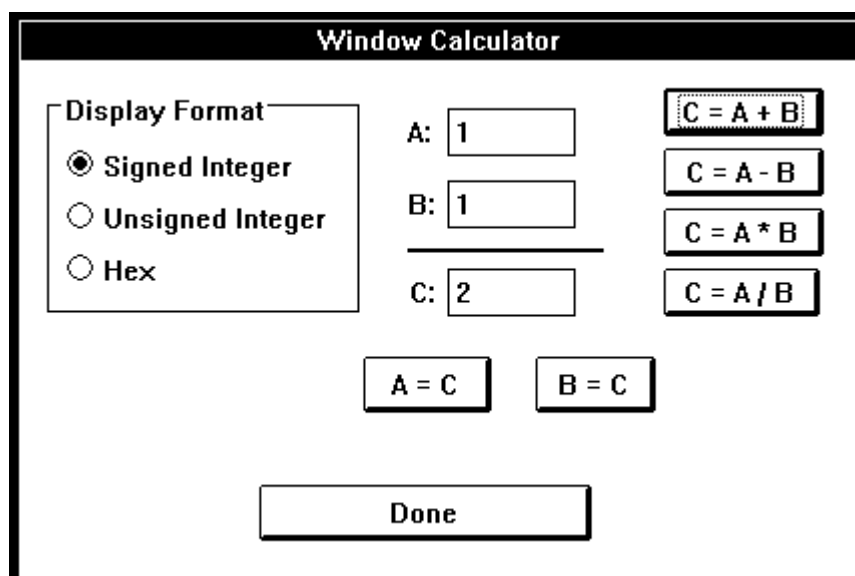 Window Calculator
Display Format
Signed Integer
Unsigned Integer
Hex
A: 1
B: 1
C: 2
C = A + B
C = A - B
C = A * B
C = A / B
A = C
B = C
Done